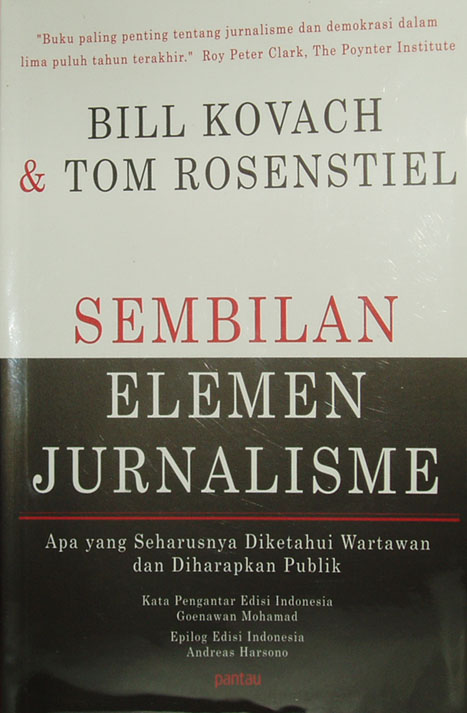 "Buku paling penting tentang jurnalisme dan demokrasi dalam
lima puluh tahun terakhir." Roy Peter Clark, The Poynter Institute
BILL KOVACH
& TOM ROSENSTIEL
SEMBILAN
ELEMEN
JURNALISME
Apa yang Seharusnya Diketahui Wartawan
dan Diharapkan Publik
Kata Pengantar Edisi Indonesia
Goenawan Mohamad
Epilog Edisi Indonesia
Andreas Harsono
pantau